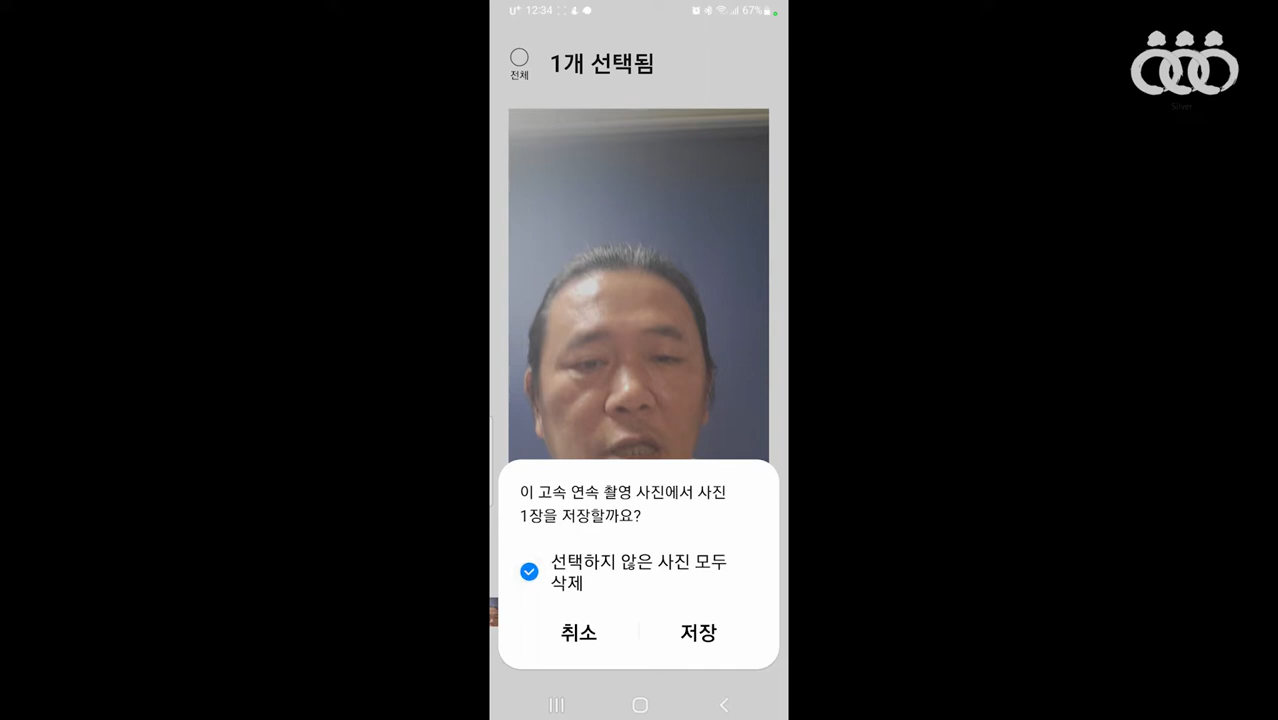 U+ 12:34
67%
전체
1개 선택됨
Silver
이 고속 연속 촬영 사진에서 사진
1장을 저장할까요?
선택하지 않은 사진 모두
삭제
취소
저장